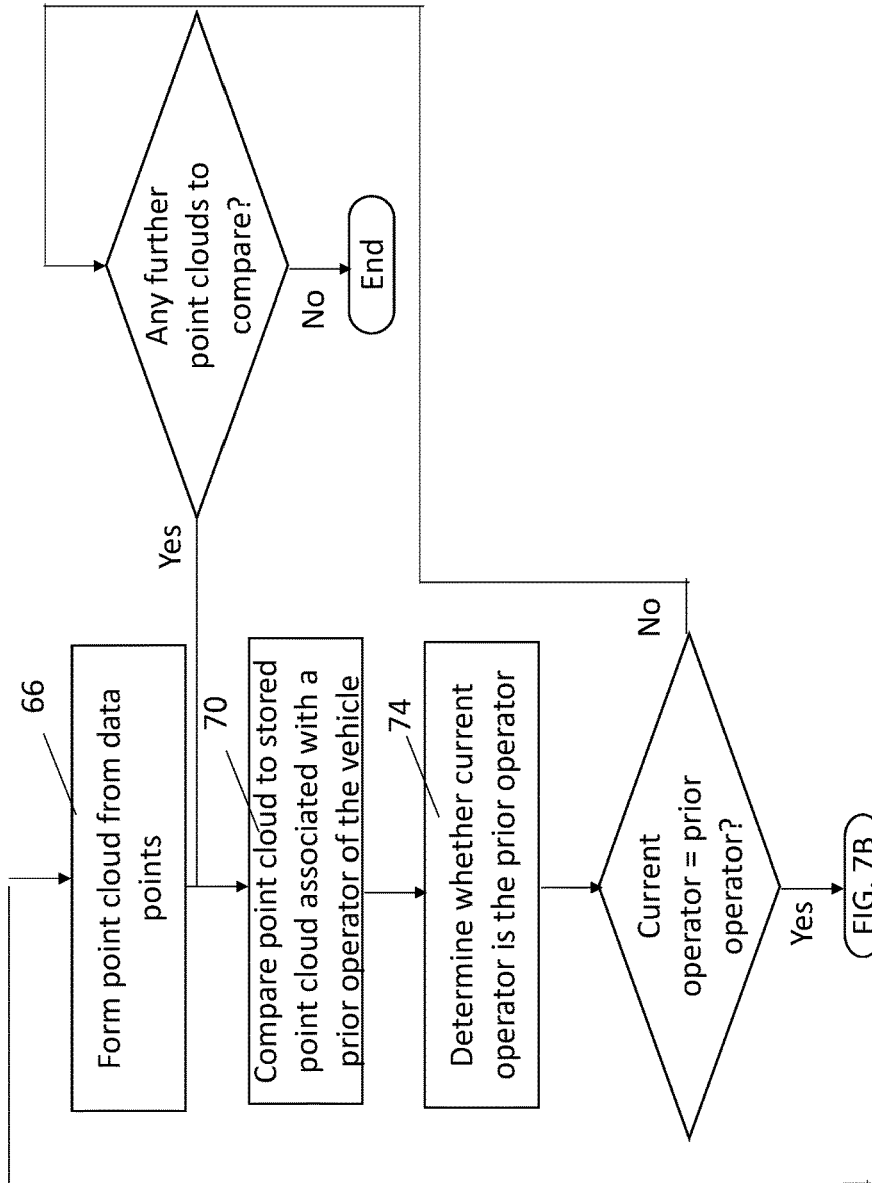 66
Form point cloud from data
points
70
Compare point cloud to stored
point cloud associated with a
prior operator of the vehicle
74
Determine whether current
operator is the prior operator
Current
operator = prior
operator?
No
Yes
FIG. 7B
Any further
point clouds to
compare?
Yes
No
End